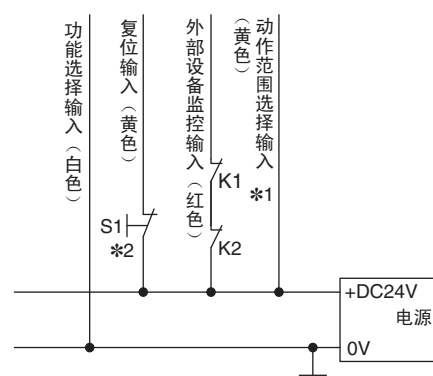 功能选择输入（白色）
复位输入（黄色）
外部设备监控输入（红色）
动作范围选择输入
（黄色）
✽1
K1
S1
✽2
K2
+DC24V
电源
0V